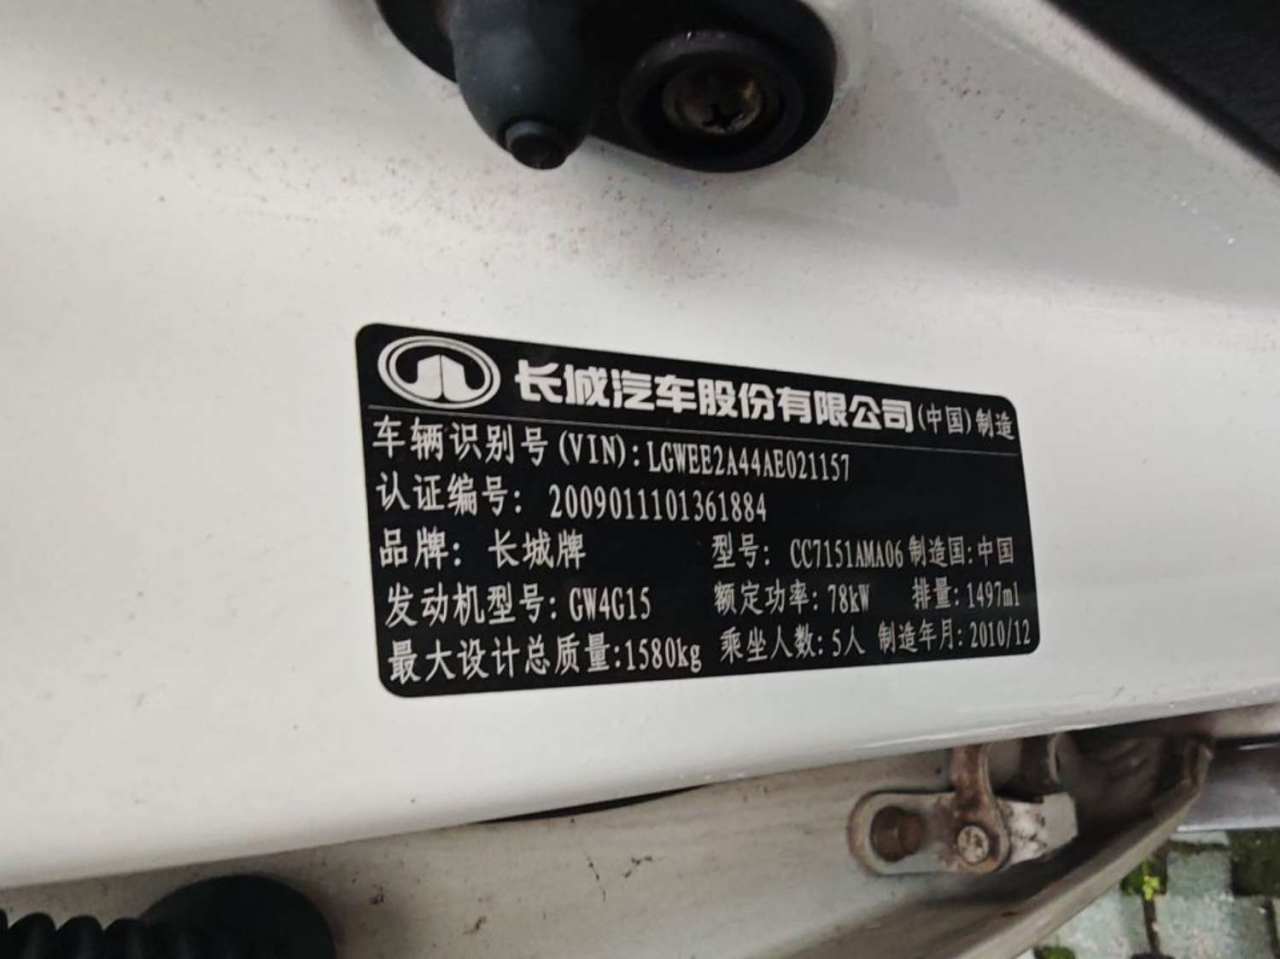 长城汽车股份有限公司(中国)制造
车辆识别号(VIN):LGWEE2A44AE021157
认证编号: 2009011101361884
品牌: 长城牌 型号: CC7151AMA06 制造国:中国
发动机型号: GW4G15 额定功率: 78kW 排量: 1497ml
最大设计总质量:1580kg 乘坐人数: 5人 制造年月: 2010/12